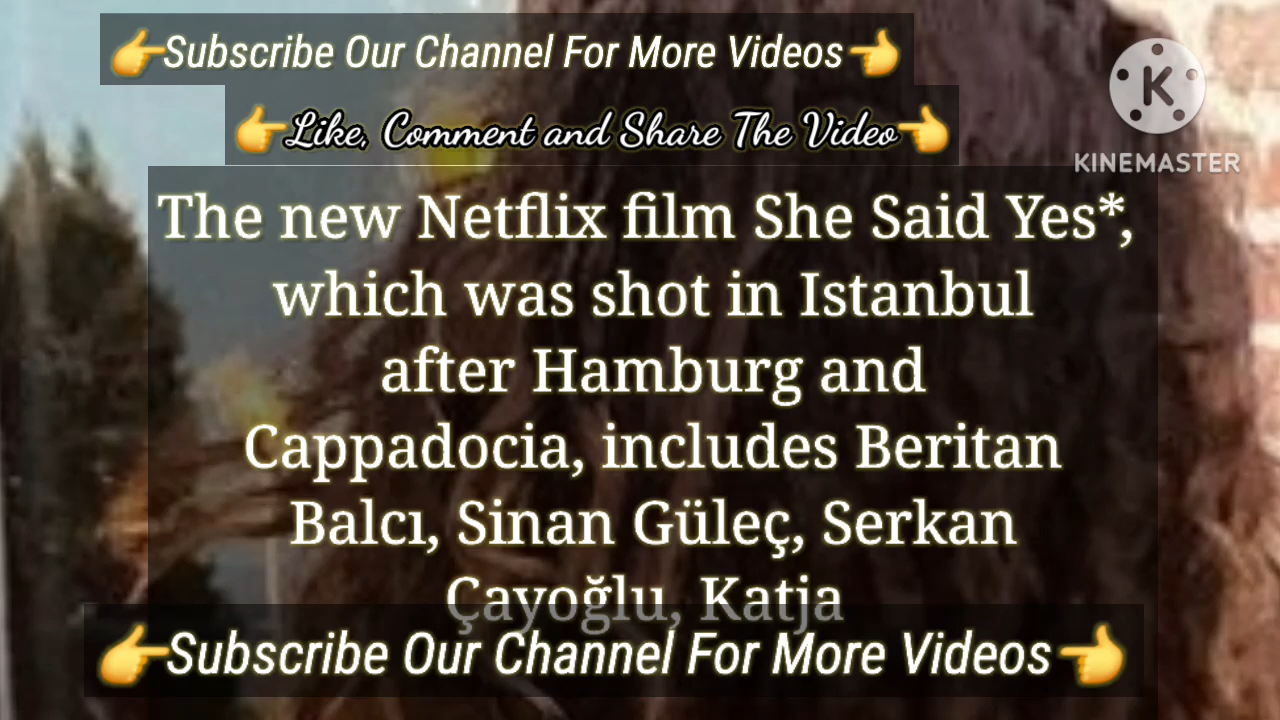 👉Subscribe Our Channel For More Videos👈
👉Like, Comment and Share The Video👈
KINEMASTER
The new Netflix film She Said Yes*,
which was shot in Istanbul
after Hamburg and
Cappadocia, includes Beritan
Balcı, Sinan Güleç, Serkan
Çayoğlu, Katja
👉Subscribe Our Channel For More Videos👈